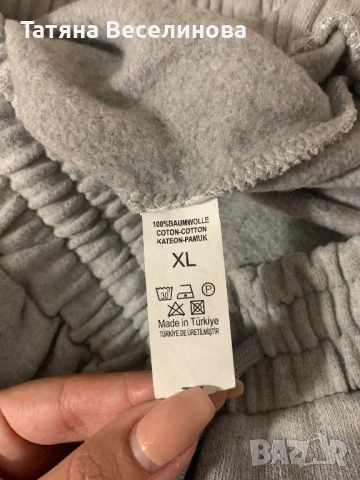 Татяна Веселинова
100%BAUMWOLLE
COTON-COTTON
KATEON-PAMUK
XL
30
P
Made in Türkiye
TÜRKİYE DE ÜRETİLMİŞTİR
BAZAR